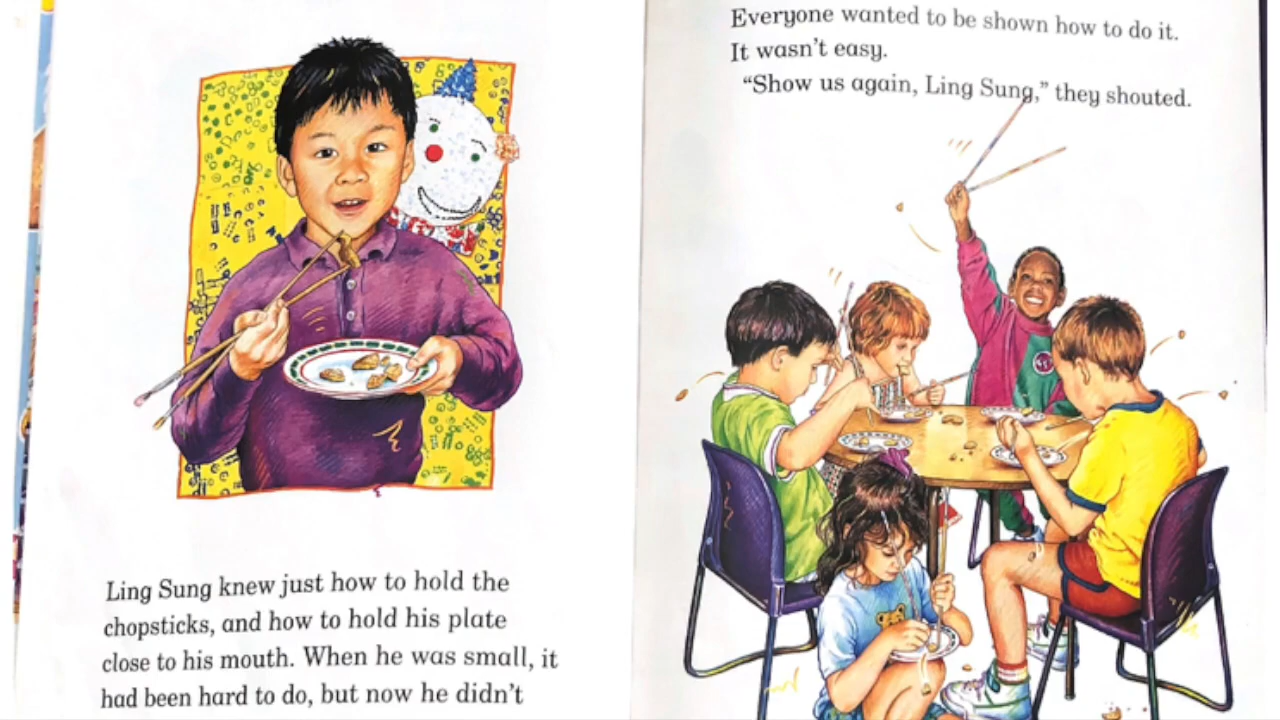 Ling Sung knew just how to hold the
chopsticks, and how to hold his plate
close to his mouth. When he was small, it
had been hard to do, but now he didn't
Everyone wanted to be shown how to do it.
It wasn't easy.
“Show us again, Ling Sung,” they shouted.